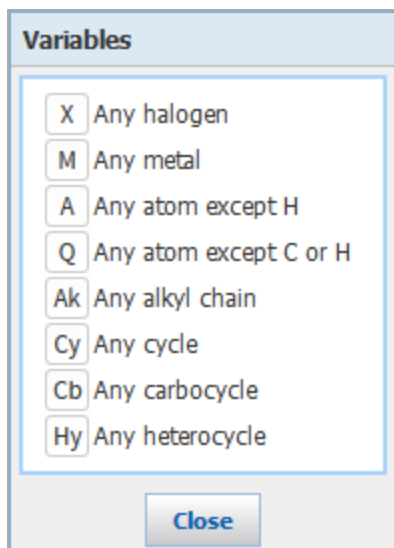 Variables
X Any halogen
M Any metal
A Any atom except H
Q Any atom except C or H
Ak Any alkyl chain
Cy Any cycle
Cb Any carbocycle
Hy Any heterocycle
Close